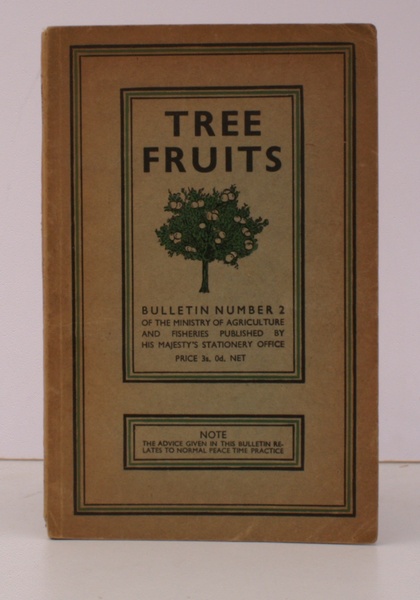 TREE
FRUITS
BULLETIN NUMBER 2
OF THE MINISTRY OF AGRICULTURE
AND FISHERIES PUBLISHED BY
HIS MAJESTY'S STATIONERY OFFICE
PRICE 3s. 0d. NET
NOTE
THE ADVICE GIVEN IN THIS BULLETIN RE-
LATES TO NORMAL PEACE TIME PRACTICE